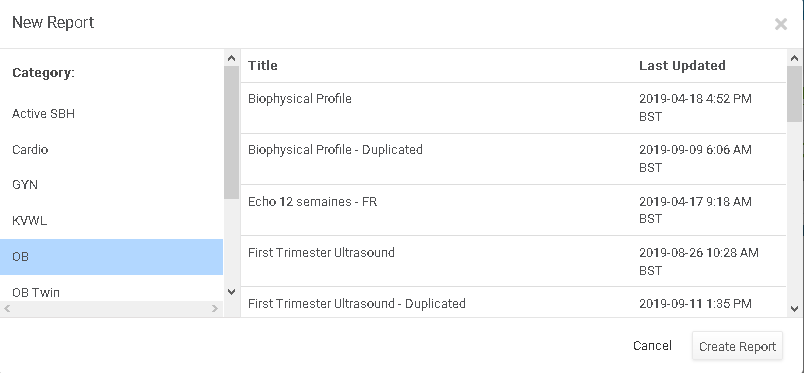 New Report
Category:
Active SBH
Cardio
GYN
KVWL
OB
OB Twin
Title Last Updated
Biophysical Profile 2019-04-18 4:52 PM
BST
Biophysical Profile - Duplicated 2019-09-09 6:06 AM
BST
Echo 12 semaines - FR 2019-04-17 9:18 AM
BST
First Trimester Ultrasound 2019-08-26 10:28 AM
BST
First Trimester Ultrasound - Duplicated 2019-09-11 1:35 PM
Cancel Create Report